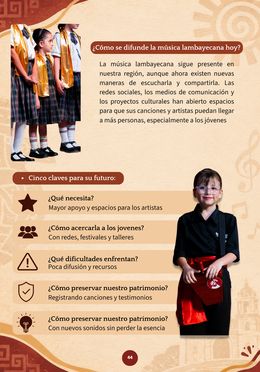 ¿Cómo se difunde la música lambayecana hoy?
La música lambayecana sigue presente en
nuestra región, aunque ahora existen nuevas
maneras de escucharla y compartirla. Las
redes sociales, los medios de comunicación y
los proyectos culturales han abierto espacios
para que sus canciones y artistas puedan llegar
a más personas, especialmente a los jóvenes
• Cinco claves para su futuro:
¿Qué necesita?
Mayor apoyo y espacios para los artistas
¿Cómo acercarla a los jovenes?
Con redes, festivales y talleres
¿Qué dificultades enfrentan?
Poca difusión y recursos
¿Cómo preservar nuestro patrimonio?
Registrando canciones y testimonios
¿Cómo preservar nuestro patrimonio?
Con nuevos sonidos sin perder la esencia
44